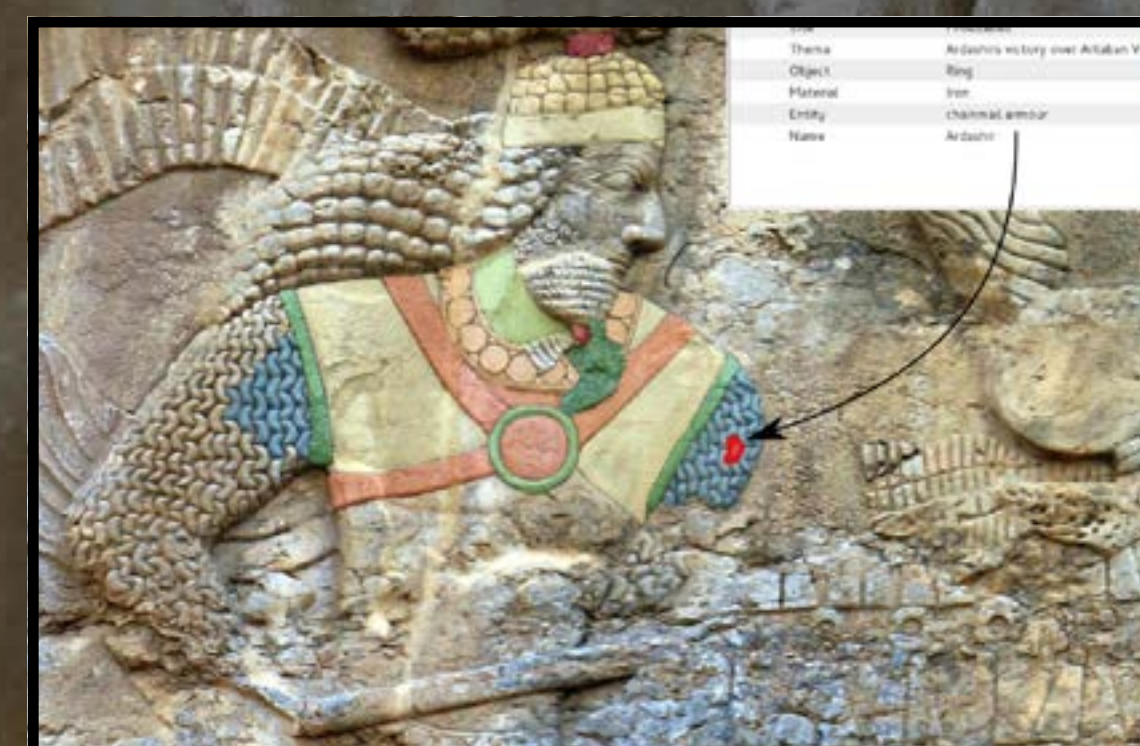 Thema Ardashirs victory over Artaban V
Object Ring
Material Iron
Entity chainmail armour
Name Ardashir